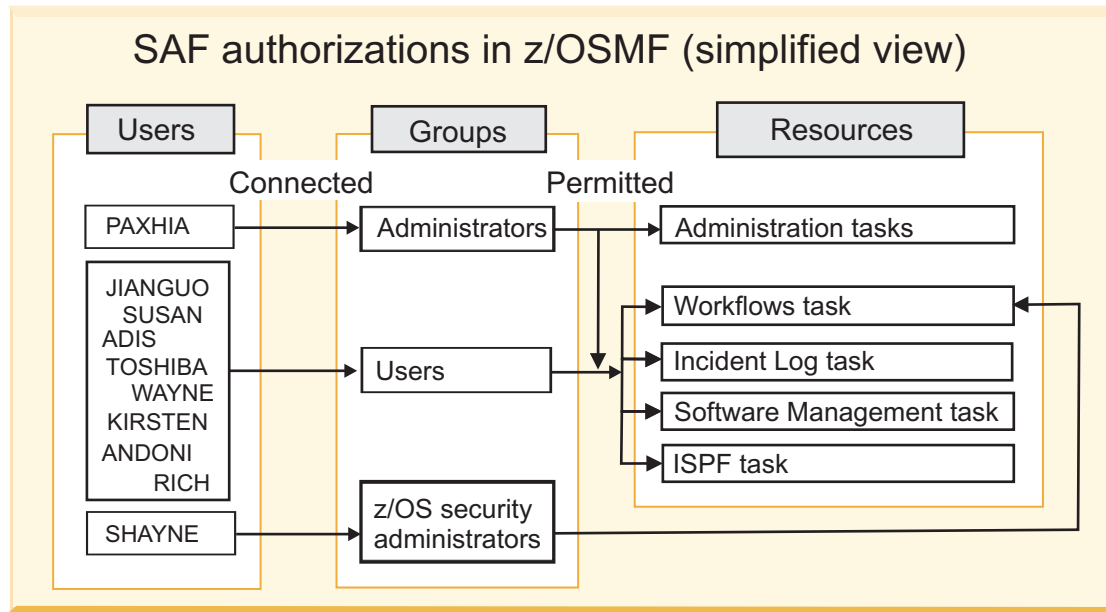 SAF authorizations in z/OSMF (simplified view)
Users
Groups
Resources
Connected
Permitted
PAXHIA
Administrators
Administration tasks
JIANGUO
SUSAN
ADIS
TOSHIBA
WAYNE
KIRSTEN
ANDONI
RICH
Users
Workflows task
Incident Log task
Software Management task
ISPF task
SHAYNE
z/OS security
administrators